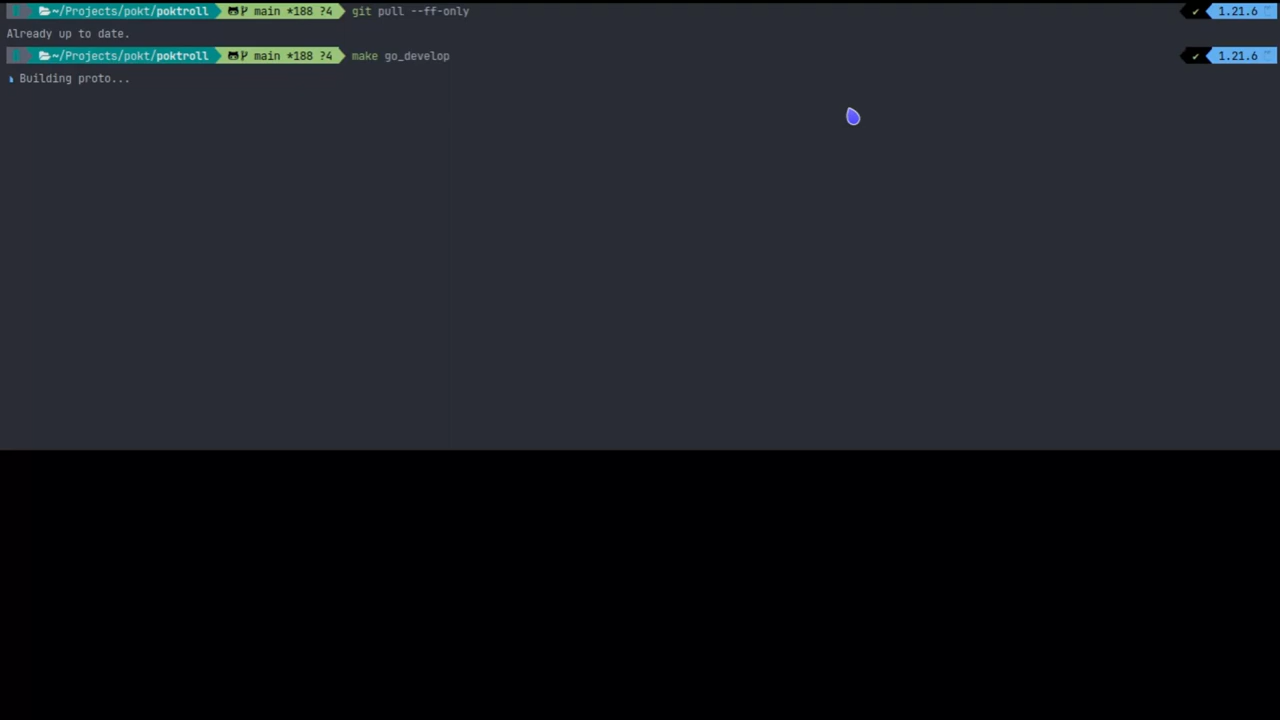 ~/Projects/pokt/poktroll main *188 ?4 git pull --ff-only ✔ 1.21.6
Already up to date.
~/Projects/pokt/poktroll main *188 ?4 make go_develop ✔ 1.21.6
Building proto...